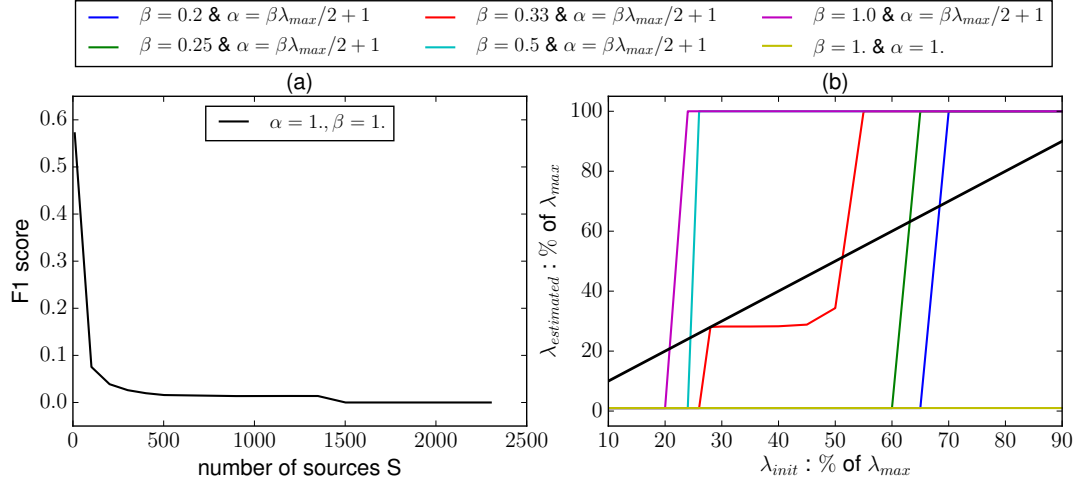 β = 0.2 & α = βλ_max/2 + 1
β = 0.33 & α = βλ_max/2 + 1
β = 1.0 & α = βλ_max/2 + 1
β = 0.25 & α = βλ_max/2 + 1
β = 0.5 & α = βλ_max/2 + 1
β = 1. & α = 1.
(a)
α = 1., β = 1.
F1 score
0.6
0.5
0.4
0.3
0.2
0.1
0.0
0 500 1000 1500 2000 2500
number of sources S
(b)
λ_estimated : % of λ_max
100
80
60
40
20
0
10 20 30 40 50 60 70 80 90
λ_init : % of λ_max